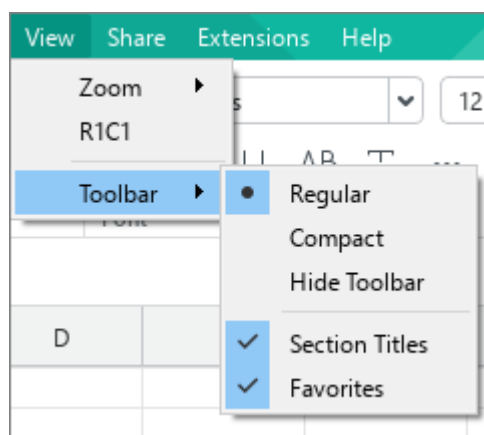 View Share Extensions Help
Zoom
12
R1C1
Toolbar
Regular
Compact
Hide Toolbar
D
Section Titles
Favorites